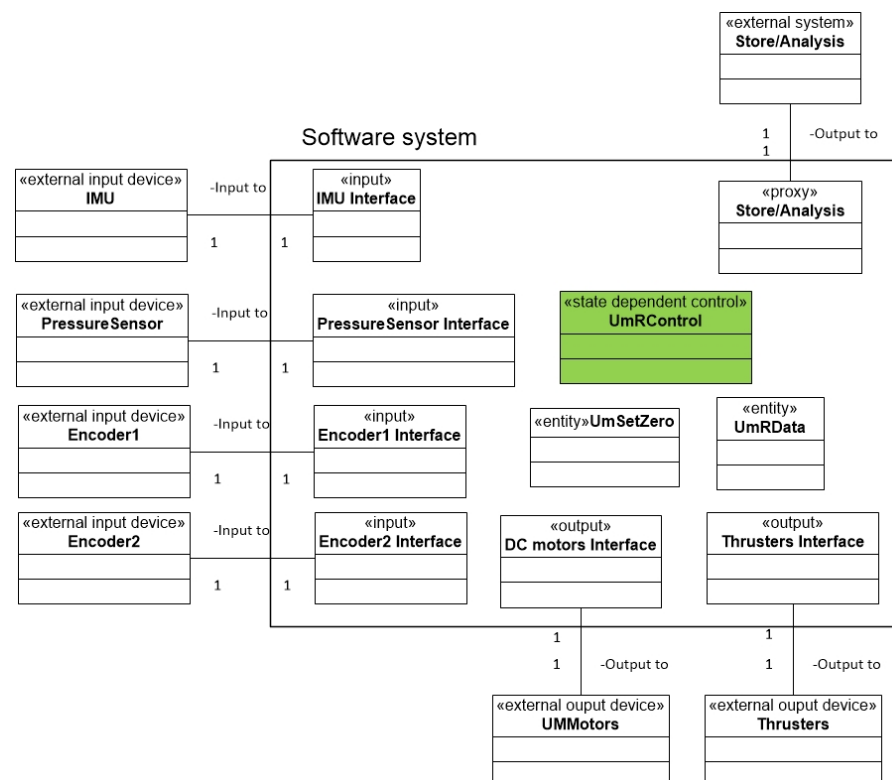 «external system»
Store/Analysis
1
-Output to
1
Software system
«external input device»
IMU
-Input to
«input»
IMU Interface
1
1
«proxy»
Store/Analysis
«external input device»
PressureSensor
-Input to
«input»
PressureSensor Interface
1
1
«state dependent control»
UmRControl
«external input device»
Encoder1
-Input to
«input»
Encoder1 Interface
1
1
«entity»UmSetZero
«entity»
UmRData
«external input device»
Encoder2
-Input to
«input»
Encoder2 Interface
1
1
«output»
DC motors Interface
«output»
Thrusters Interface
1
1
-Output to
1
1
-Output to
«external ouput device»
UMMotors
«external ouput device»
Thrusters